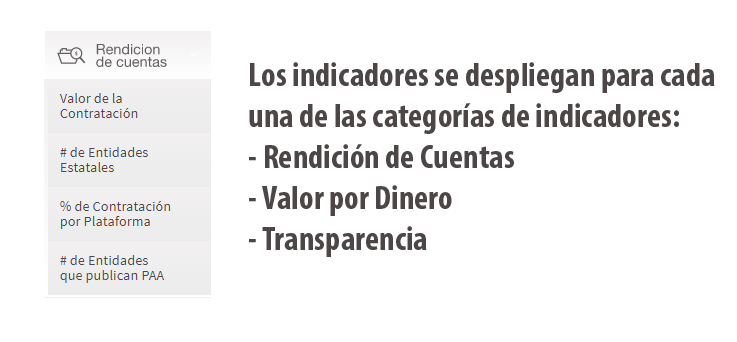 Rendicion
de cuentas
Valor de la
Contratación
# de Entidades
Estatales
% de Contratación
por Plataforma
# de Entidades
que publican PAA
Los indicadores se despliegan para cada
una de las categorías de indicadores:
- Rendición de Cuentas
- Valor por Dinero
- Transparencia